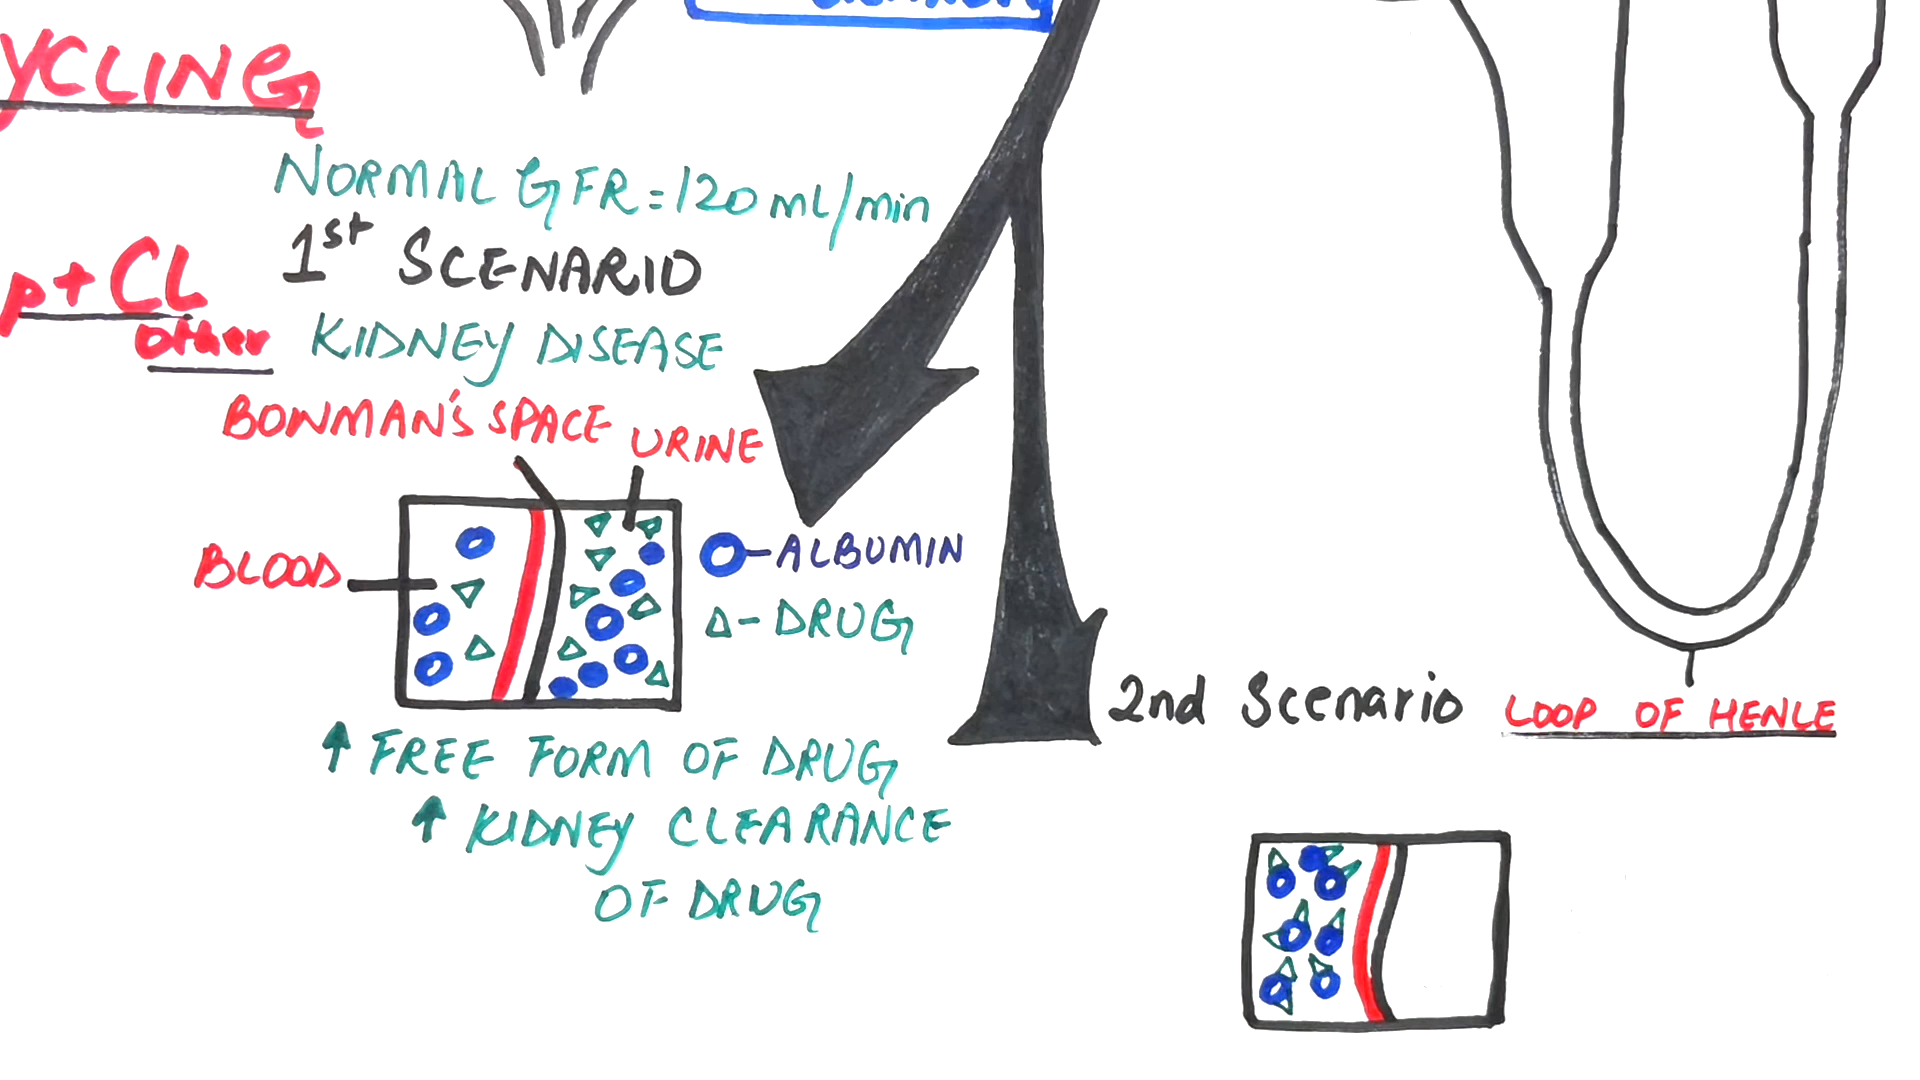 YCLING
NORMAL GFR = 120 ml/min
1st SCENARIO
p + CL
other
KIDNEY DISEASE
BOWMAN'S SPACE
URINE
BLOOD
ALBUMIN
Δ - DRUG
↑ FREE FORM OF DRUG
↑ KIDNEY CLEARANCE
OF DRUG
2nd Scenario
LOOP OF HENLE